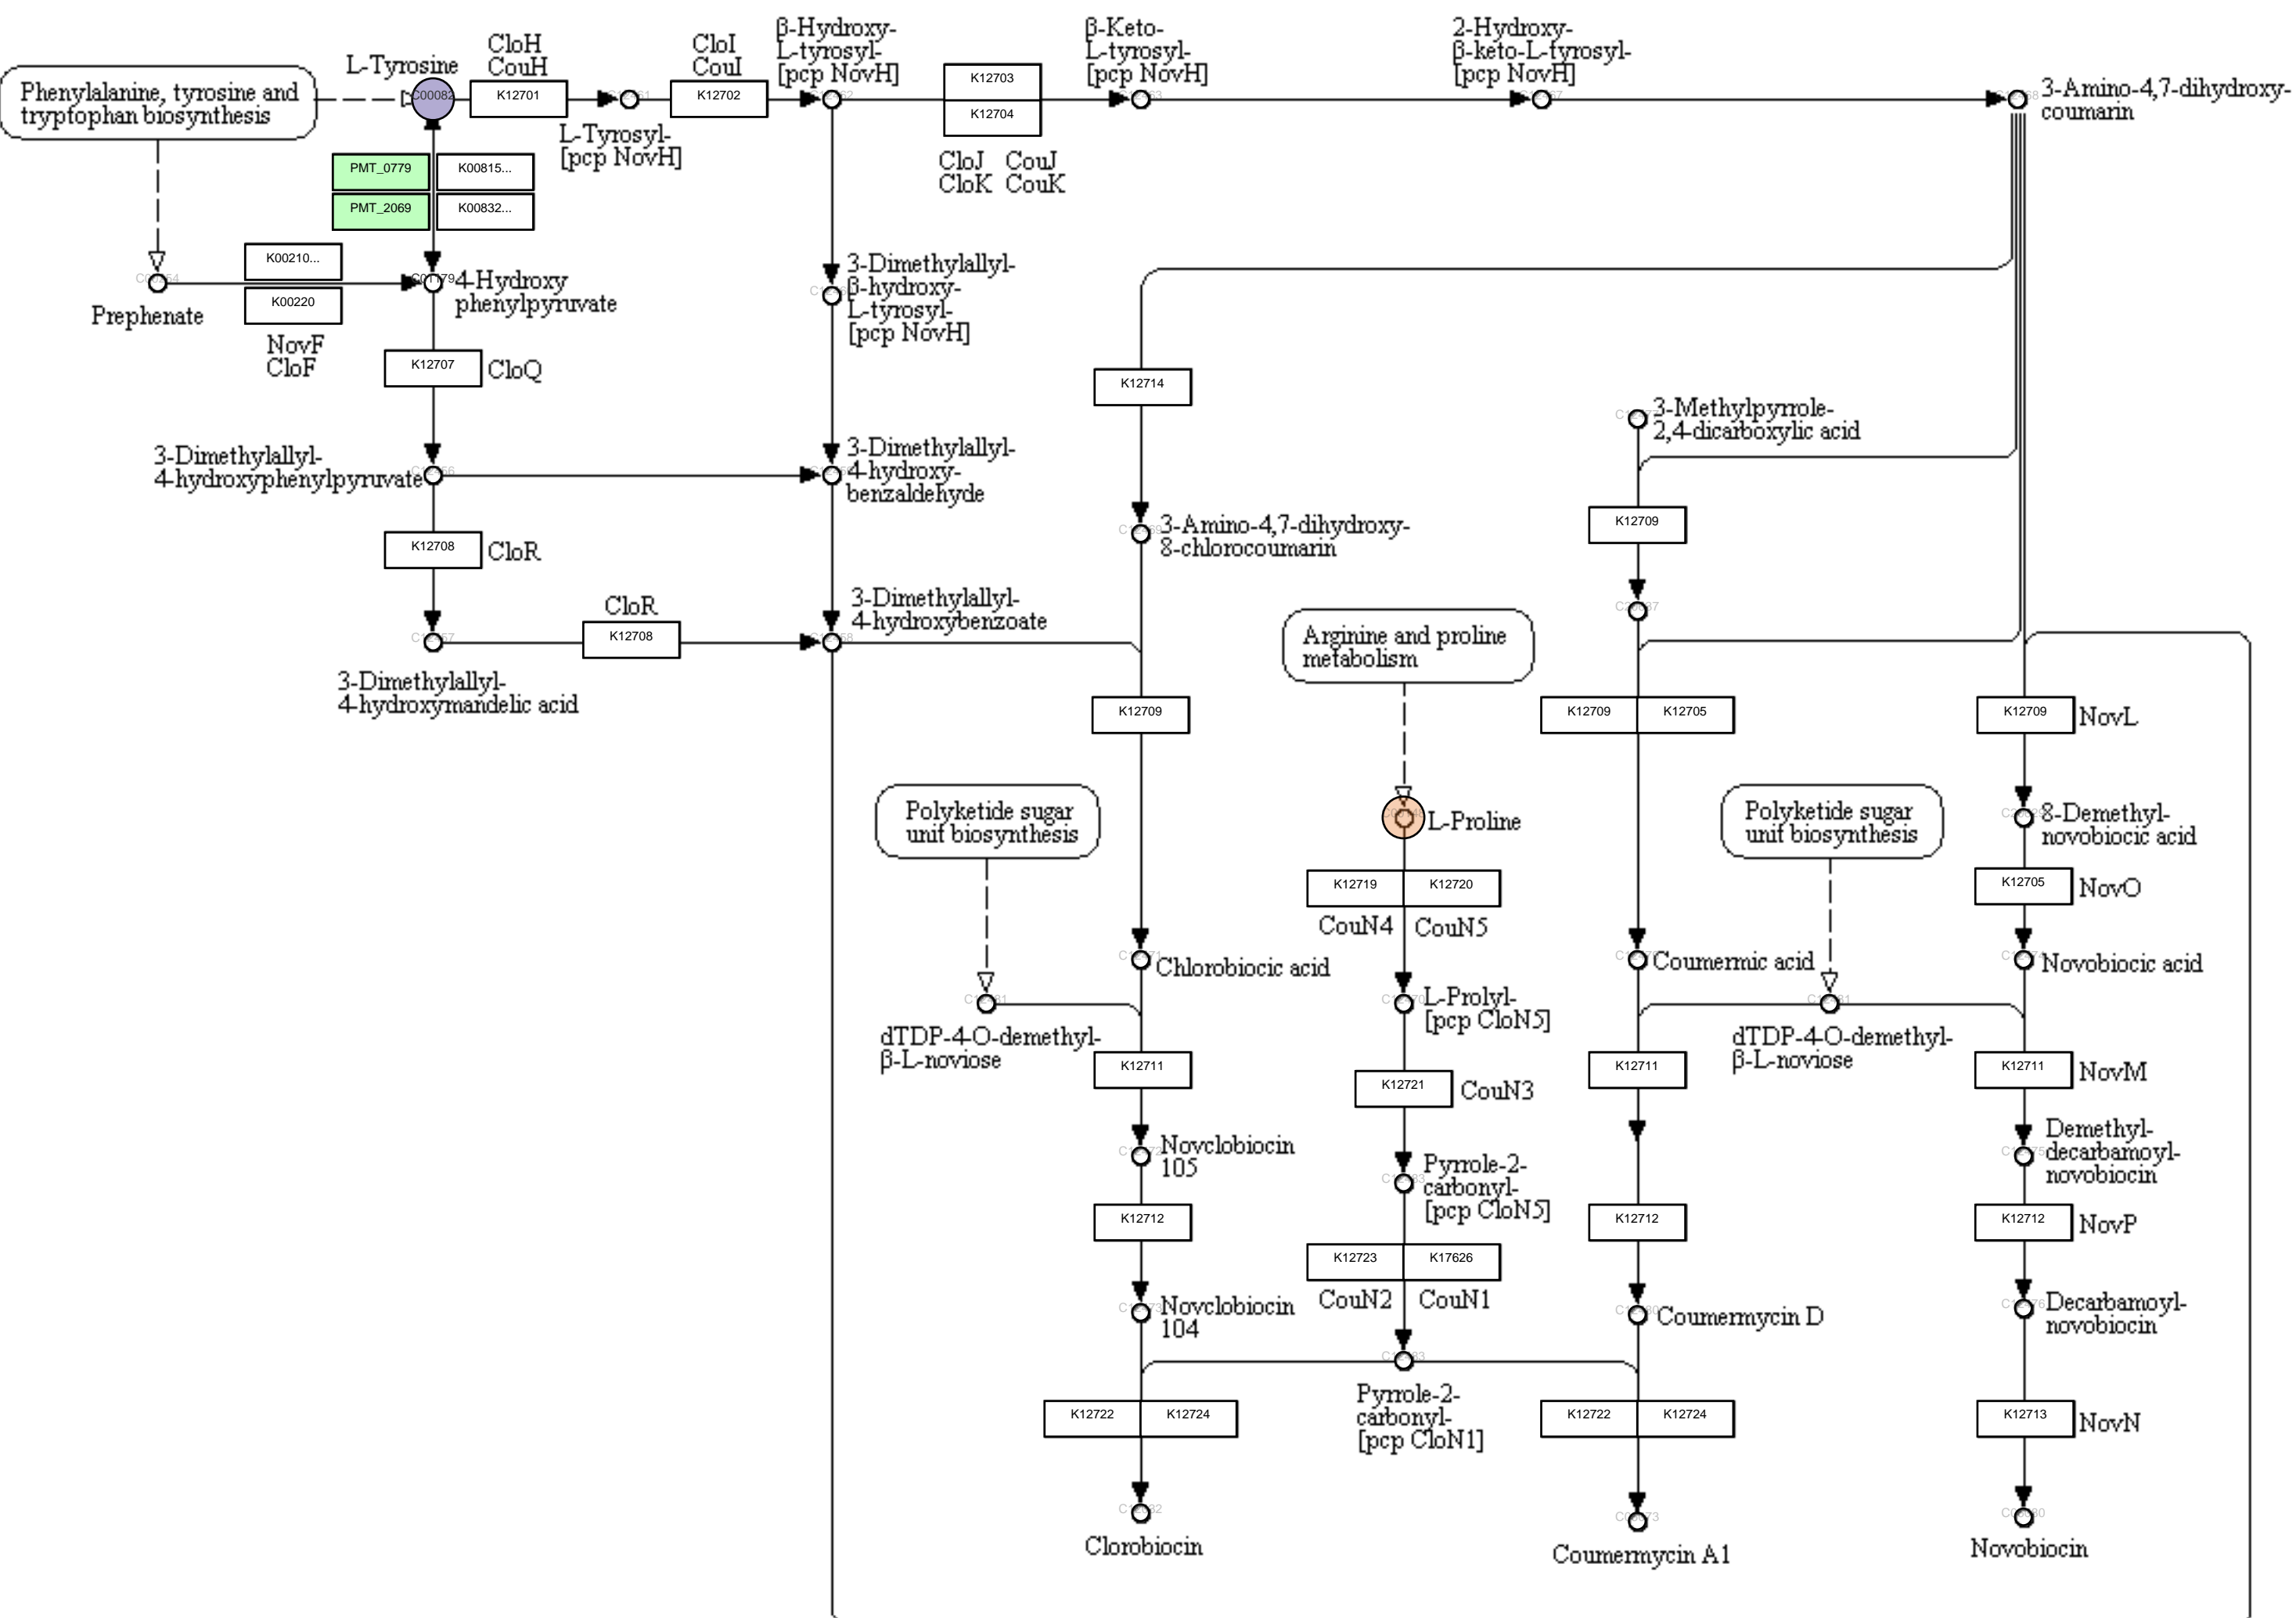 L-Tyrosine
CloH
CouH
CloI
CouI
β-Hydroxy-
L-tyrosyl-
[pcp NovH]
β-Keto-
L-tyrosyl-
[pcp NovH]
2-Hydroxy-
β-keto-L-tyrosyl-
[pcp NovH]
Phenylalanine, tyrosine and
tryptophan biosynthesis
C00082
K12701
K12702
K12703
K12704
3-Amino-4,7-dihydroxy-
coumarin
L-Tyrosyl-
[pcp NovH]
CloJ CouJ
CloK CouK
PMT_0779
K00815...
PMT_2069
K00832...
K00210...
K00220
Prephenate
NovF
CloF
4-Hydroxy
phenylpyruvate
3-Dimethylallyl-
β-hydroxy-
L-tyrosyl-
[pcp NovH]
K12707
CloQ
K12714
3-Methylpyrrole-
2,4-dicarboxylic acid
3-Dimethylallyl-
4-hydroxyphenylpyruvate
3-Dimethylallyl-
4-hydroxy-
benzaldehyde
K12708
CloR
3-Amino-4,7-dihydroxy-
8-chlorocoumarin
K12709
CloR
K12708
3-Dimethylallyl-
4-hydroxybenzoate
Arginine and proline
metabolism
3-Dimethylallyl-
4-hydroxymandelic acid
K12709
K12709
K12705
K12709
NovL
Polyketide sugar
unif biosynthesis
L-Proline
Polyketide sugar
unif biosynthesis
8-Demethyl-
novobiocic acid
K12719
K12720
K12705
NovO
CouN4
CouN5
Chlorobiocic acid
Coumermic acid
Novobiocic acid
L-Prolyl-
[pcp CloN5]
dTDP-4-O-demethyl-
β-L-noviose
dTDP-4-O-demethyl-
β-L-noviose
K12711
K12721
CouN3
K12711
K12711
NovM
Novclobiocin
105
Pyrrole-2-
carbonyl-
[pcp CloN5]
Demethyl-
decarbamoyl-
novobiocin
K12712
K12712
K12712
NovP
K12723
K17626
CouN2
CouN1
Novclobiocin
104
Coumermycin D
Decarbamoyl-
novobiocin
Pyrrole-2-
carbonyl-
[pcp CloN1]
K12722
K12724
K12722
K12724
K12713
NovN
Clorobiocin
Coumermycin A1
Novobiocin